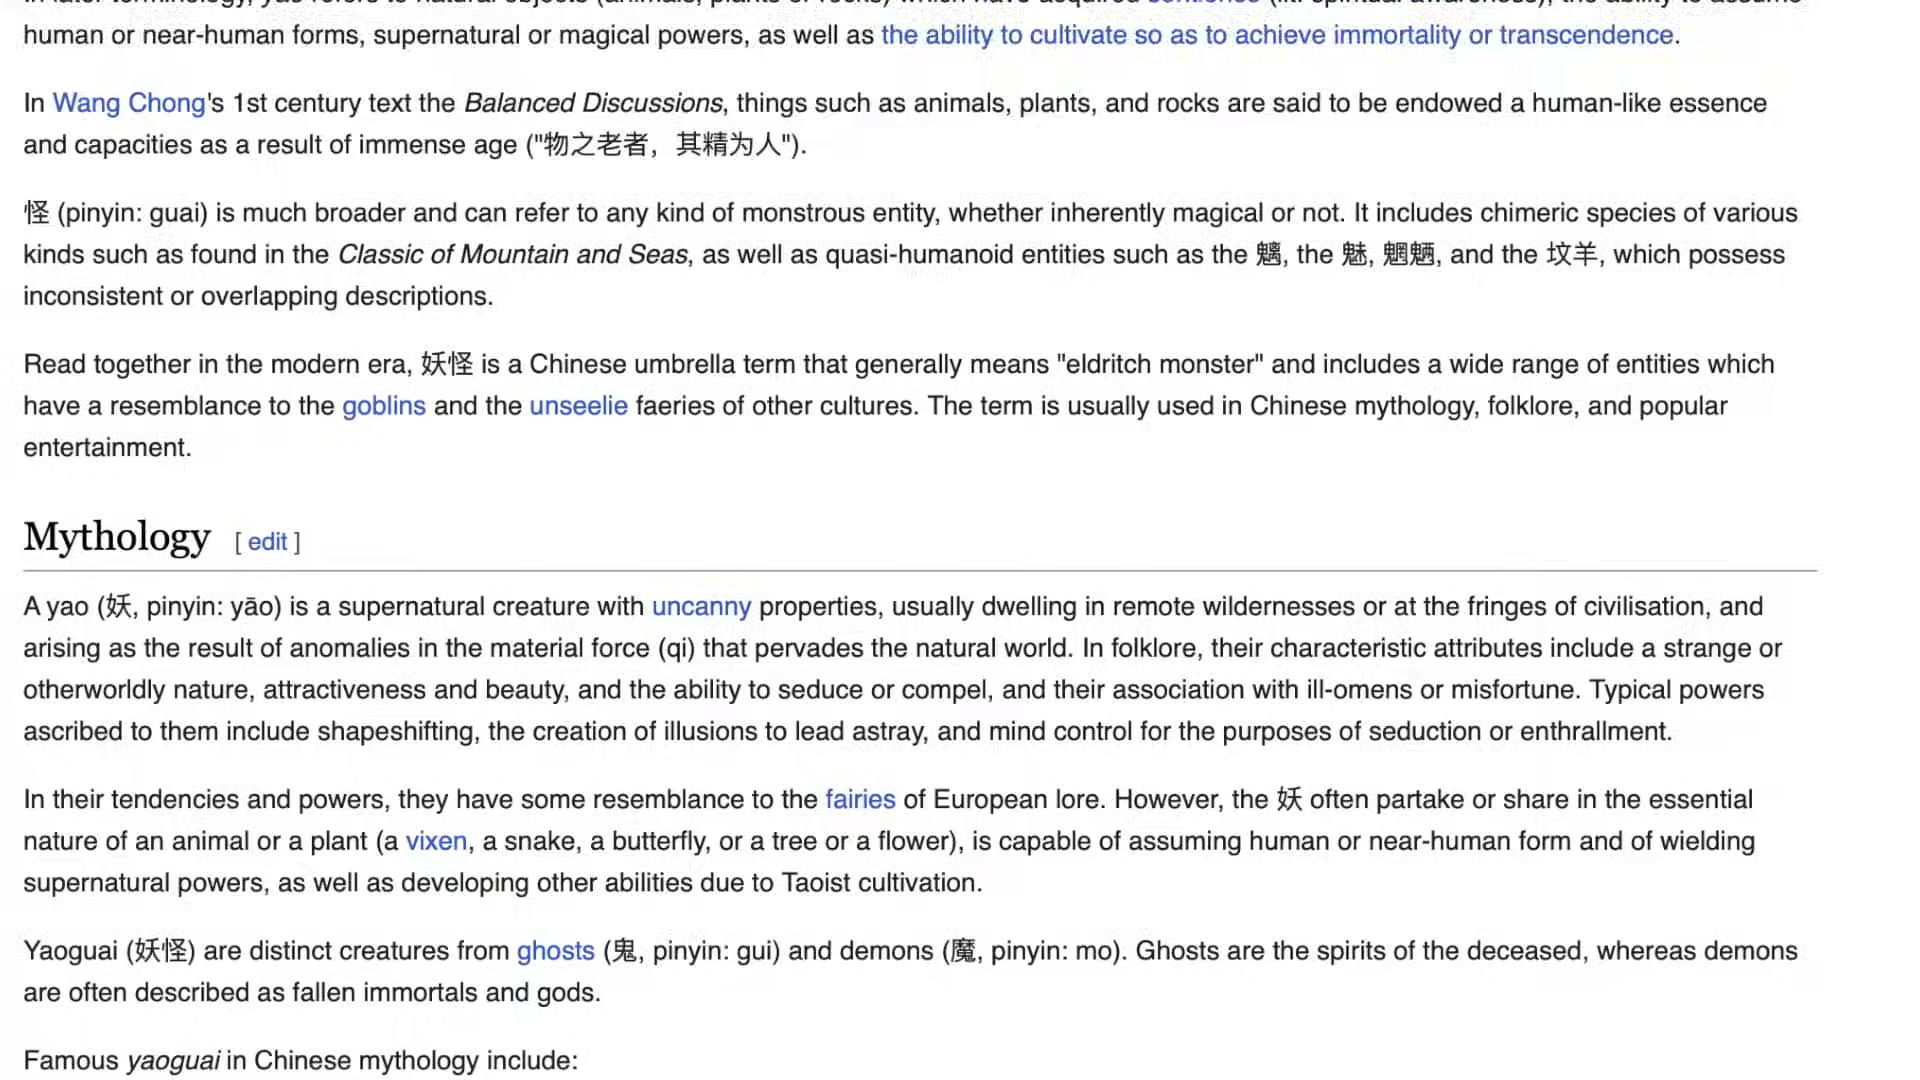 human or near-human forms, supernatural or magical powers, as well as the ability to cultivate so as to achieve immortality or transcendence.
In Wang Chong's 1st century text the Balanced Discussions, things such as animals, plants, and rocks are said to be endowed a human-like essence
and capacities as a result of immense age ("物之老者，其精为人").
怪 (pinyin: guai) is much broader and can refer to any kind of monstrous entity, whether inherently magical or not. It includes chimeric species of various
kinds such as found in the Classic of Mountain and Seas, as well as quasi-humanoid entities such as the 魑, the 魅, 魍魉, and the 坟羊, which possess
inconsistent or overlapping descriptions.
Read together in the modern era, 妖怪 is a Chinese umbrella term that generally means "eldritch monster" and includes a wide range of entities which
have a resemblance to the goblins and the unseelie faeries of other cultures. The term is usually used in Chinese mythology, folklore, and popular
entertainment.
Mythology [ edit ]
A yao (妖, pinyin: yāo) is a supernatural creature with uncanny properties, usually dwelling in remote wildernesses or at the fringes of civilisation, and
arising as the result of anomalies in the material force (qi) that pervades the natural world. In folklore, their characteristic attributes include a strange or
otherworldly nature, attractiveness and beauty, and the ability to seduce or compel, and their association with ill-omens or misfortune. Typical powers
ascribed to them include shapeshifting, the creation of illusions to lead astray, and mind control for the purposes of seduction or enthrallment.
In their tendencies and powers, they have some resemblance to the fairies of European lore. However, the 妖 often partake or share in the essential
nature of an animal or a plant (a vixen, a snake, a butterfly, or a tree or a flower), is capable of assuming human or near-human form and of wielding
supernatural powers, as well as developing other abilities due to Taoist cultivation.
Yaoguai (妖怪) are distinct creatures from ghosts (鬼, pinyin: gui) and demons (魔, pinyin: mo). Ghosts are the spirits of the deceased, whereas demons
are often described as fallen immortals and gods.
Famous yaoguai in Chinese mythology include: